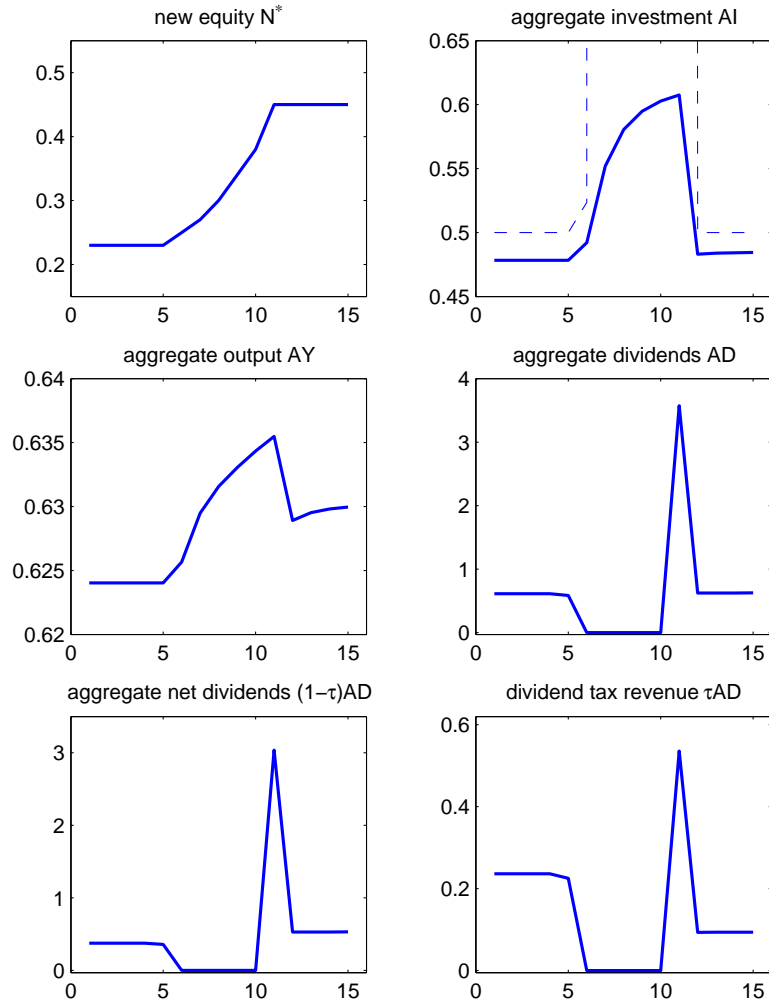 new equity N*
0.5
0.4
0.3
0.2
0 5 10 15
aggregate investment AI
0.65
0.6
0.55
0.5
0.45
0 5 10 15
aggregate output AY
0.64
0.635
0.63
0.625
0.62
0 5 10 15
aggregate dividends AD
4
3
2
1
0
0 5 10 15
aggregate net dividends (1−τ)AD
3
2
1
0
0 5 10 15
dividend tax revenue τAD
0.6
0.4
0.2
0
0 5 10 15